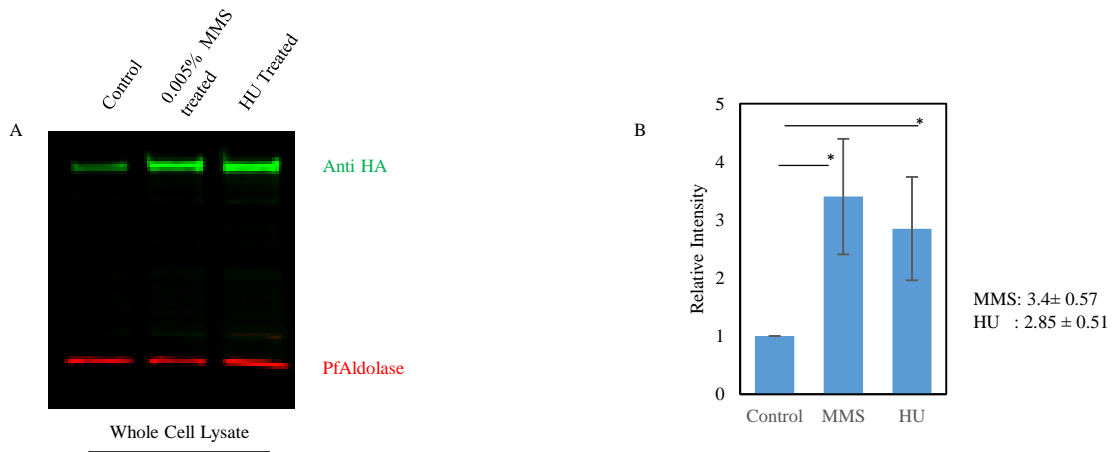 Control
0.005% MMS
treated
HU Treated
A
Anti HA
PfAldolase
Whole Cell Lysate
B
Relative Intensity
5
4
3
2
1
0
*
*
Control MMS HU
MMS: 3.4± 0.57
HU : 2.85 ± 0.51